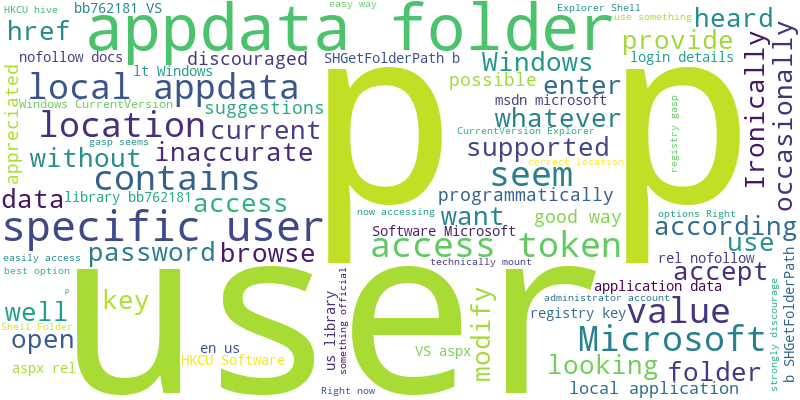 HKCU hive
bb762181 VS
easy way
Explorer Shell
href
appdata folder
use something
heard
nofollow docs
discouraged
SHGetFolderPath b
Windows
provide
login details
lt Windows
local appdata
possible
enter
appreciated
Windows CurrentVersion
suggestions
msdn microsoft
whatever
registry gasp
Ironically
occasionally
location
current
CurrentVersion Explorer
gasp seems
without
inaccurate
supported
correct location
contains
p p
seem
data
library bb762181
access
programmatically
specific user
now accessing
want
good way
options Right
according
Software Microsoft
easily access
password
browse
access token
use
technically mount
rel nofollow
best option
user
accept
p
key
application data
well
modify
administrator account
value
Shell Folder
us library
something official
registry key
Microsoft
open
en us
VS aspx
looking
folder
aspx rel
HKCU Software
Right now
local application
strongly discourage
b SHGetFolderPath